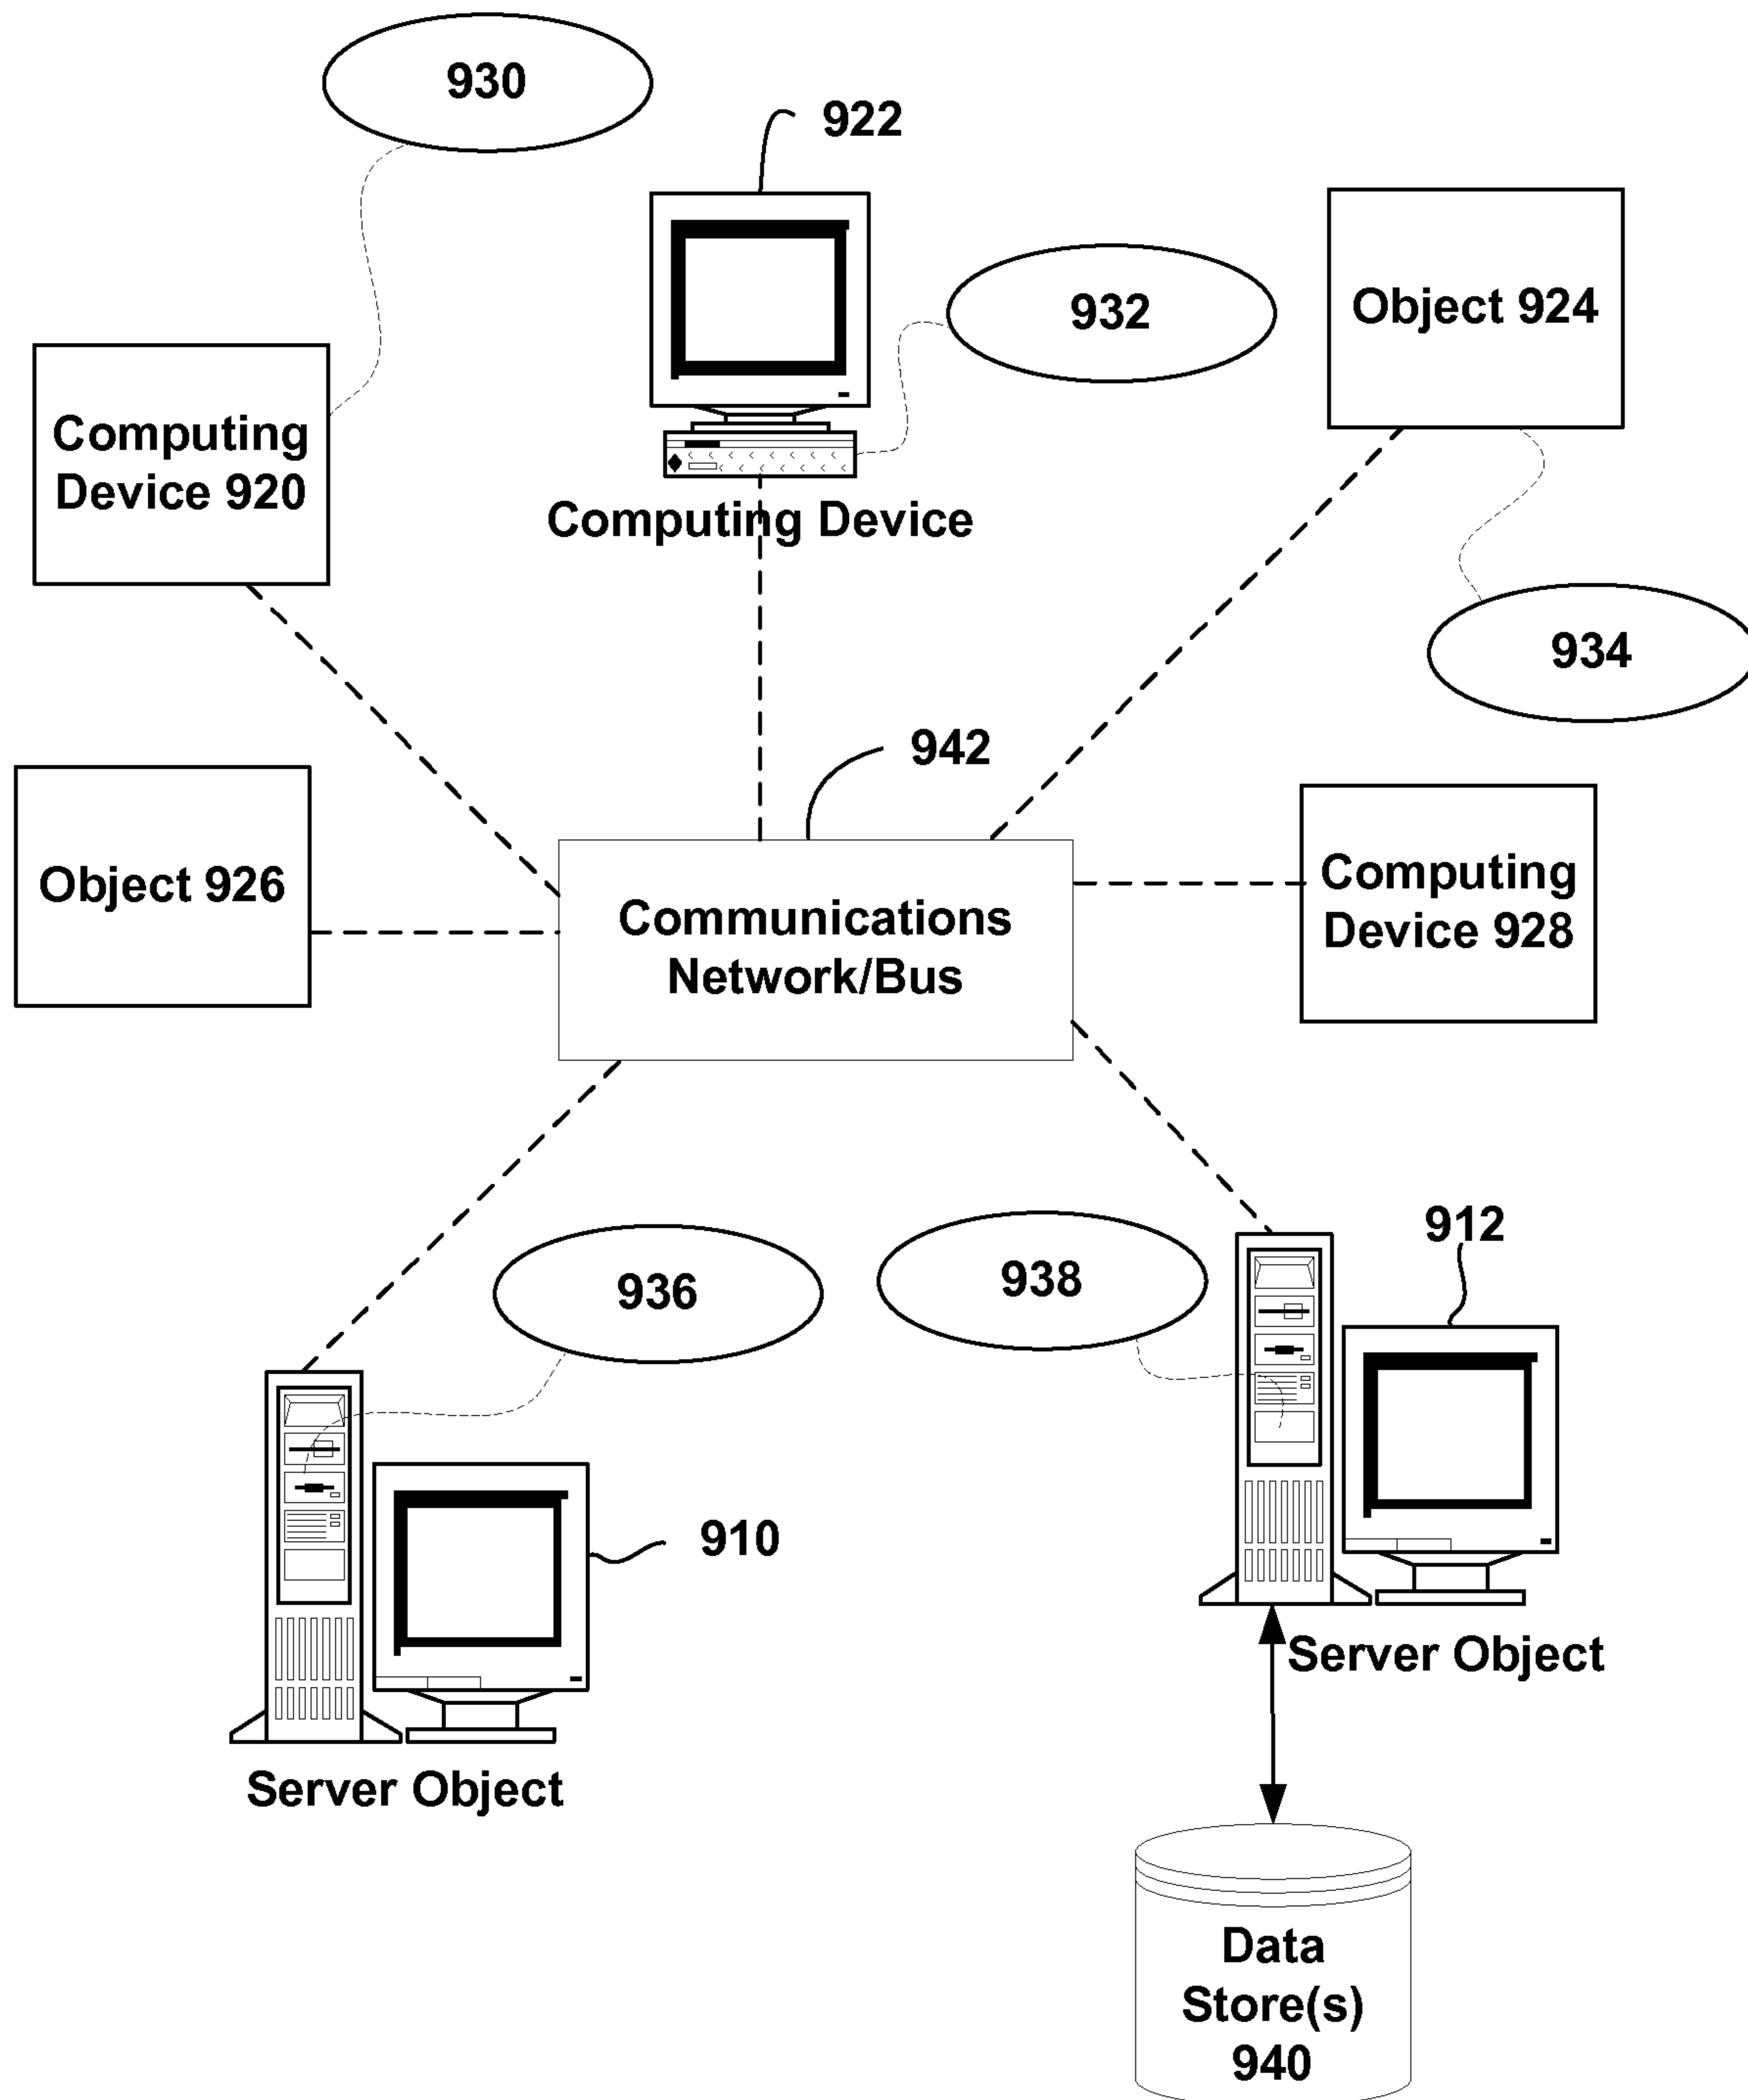 930
922
932
Object 924
Computing
Device 920
Computing Device
934
942
Object 926
Communications
Network/Bus
Computing
Device 928
936
938
912
910
Server Object
Server Object
Data
Store(s)
940